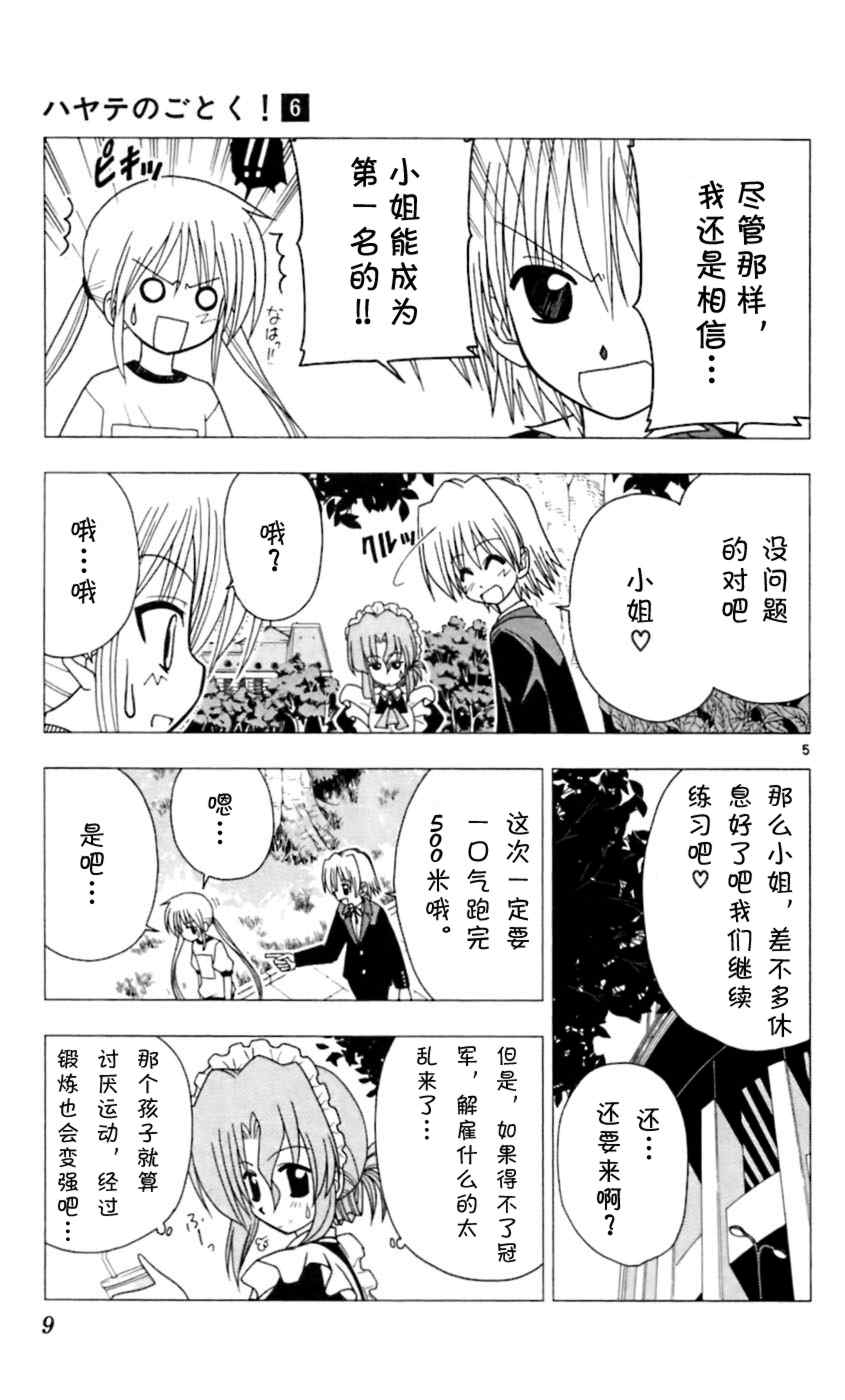 ハヤテのごとく！6
尽管那样，
我还是相信…
小姐能成为
第一名的!!
!!
ピキッ
なはっ!!
没问题
的对吧
小姐♡
クルッ
哦？
哦…哦
5
那么小姐，差不多休
息好了吧我们继续
练习吧♡
还…
还要来啊？
这次一定要
一口气跑完
500米哦。
嗯…
是吧…
但是，如果得不了冠
军，解雇什么的太
乱来了…
那个孩子就算
讨厌运动，经过
锻炼也会变强吧…
ふーっ
9